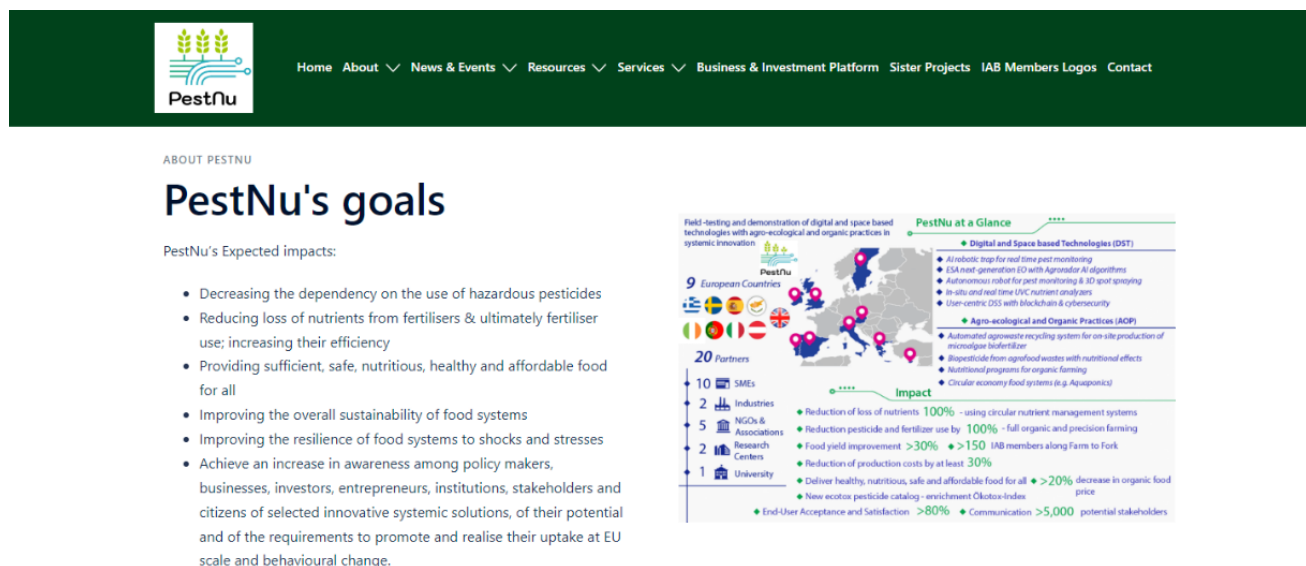 PestNu
Home About News & Events Resources Services Business & Investment Platform Sister Projects IAB Members Logos Contact
ABOUT PESTNU
PestNu's goals
PestNu's Expected impacts:
• Decreasing the dependency on the use of hazardous pesticides
• Reducing loss of nutrients from fertilisers & ultimately fertiliser
use; increasing their efficiency
• Providing sufficient, safe, nutritious, healthy and affordable food
for all
• Improving the overall sustainability of food systems
• Improving the resilience of food systems to shocks and stresses
• Achieve an increase in awareness among policy makers,
businesses, investors, entrepreneurs, institutions, stakeholders and
citizens of selected innovative systemic solutions, of their potential
and of the requirements to promote and realise their uptake at EU
scale and behavioural change.
Field -testing and demonstration of digital and space based
technologies with agro-ecological and organic practices in
systemic innovation
PestNu
9 European Countries
20 Partners
10 SMEs
2 Industries
5 NGOs &
Associations
2 Research
Centers
1 University
PestNu at a Glance
◆ Digital and Space based Technologies (DST)
◆ AI robotic trap for real time pest monitoring
◆ ESA next-generation EO with Agroradar AI algorithms
◆ Autonomous robot for pest monitoring & 3D spot spraying
◆ In-situ and real time UVC nutrient analyzers
◆ User-centric DSS with blockchain & cybersecurity
◆ Agro-ecological and Organic Practices (AOP)
◆ Automated agrowaste recycling system for on-site production of
microalgae biofertilizer
◆ Biopesticide from agrofood wastes with nutritional effects
◆ Nutritional programs for organic farming
◆ Circular economy food systems (e.g. Aquaponics)
Impact
◆ Reduction of loss of nutrients 100% - using circular nutrient management systems
◆ Reduction pesticide and fertilizer use by 100% - full organic and precision farming
◆ Food yield improvement >30% ◆ >150 IAB members along Farm to Fork
◆ Reduction of production costs by at least 30%
◆ Deliver healthy, nutritious, safe and affordable food for all ◆ >20% decrease in organic food
price
◆ New ecotox pesticide catalog - enrichment Ökotox-Index
◆ End-User Acceptance and Satisfaction >80% ◆ Communication >5,000 potential stakeholders